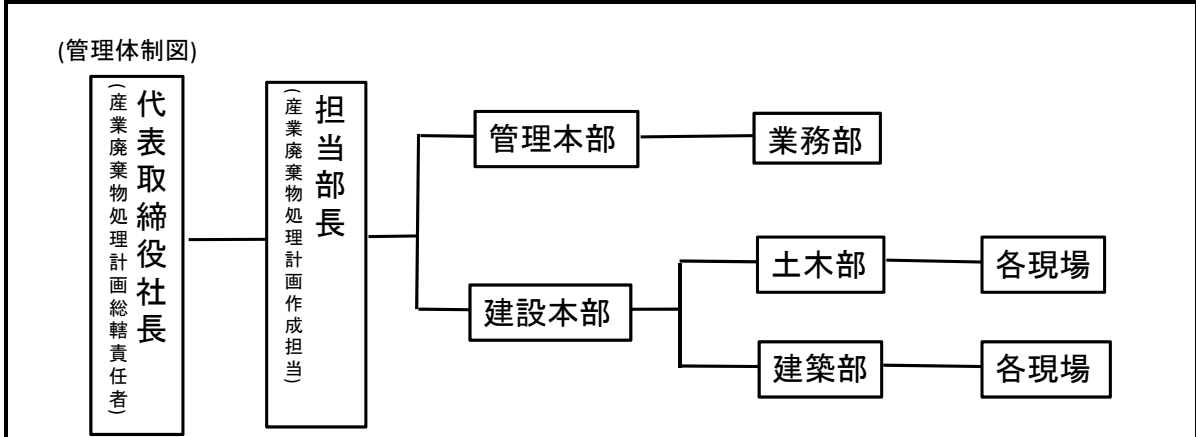 (管理体制図)
代表取締役社長
(産業廃棄物処理計画総轄責任者)
担当部長
(産業廃棄物処理計画作成担当)
管理本部
業務部
建設本部
土木部
各現場
建築部
各現場